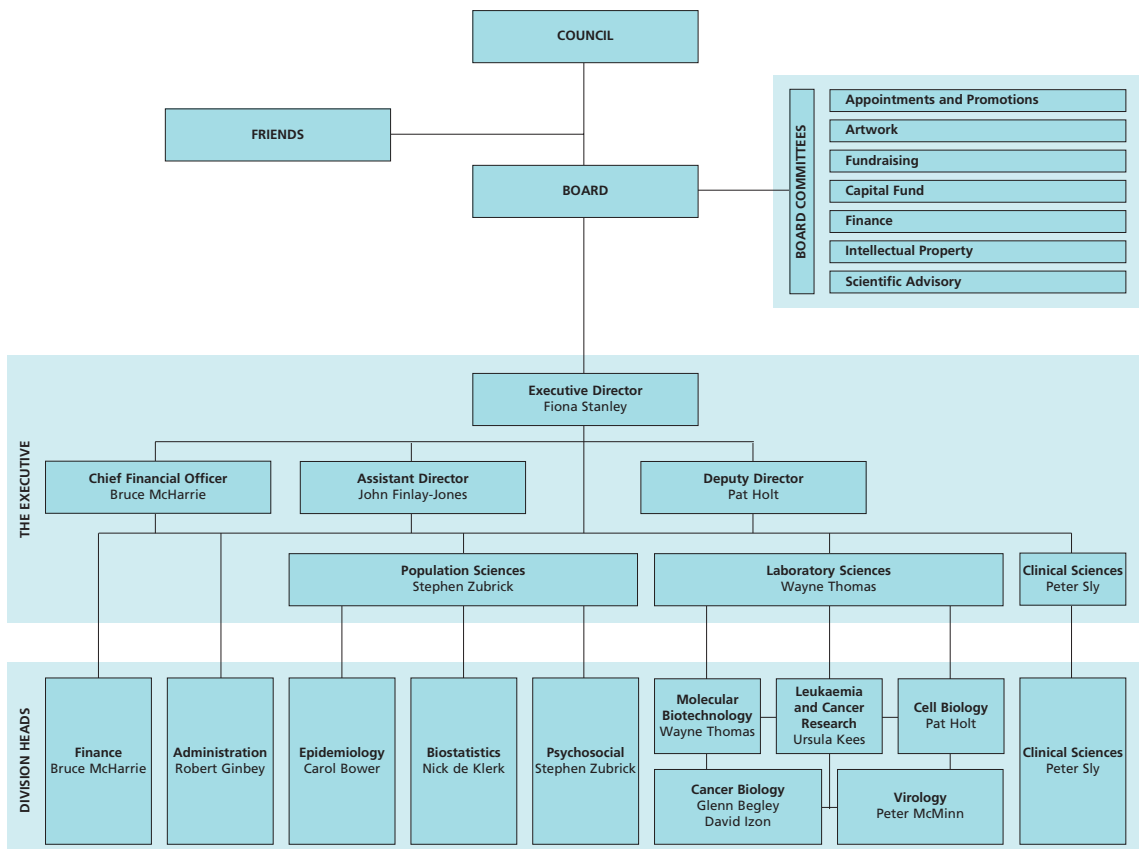 COUNCIL
FRIENDS
BOARD
BOARD COMMITTEES
Appointments and Promotions
Artwork
Fundraising
Capital Fund
Finance
Intellectual Property
Scientific Advisory
THE EXECUTIVE
Executive Director
Fiona Stanley
Chief Financial Officer
Bruce McHarrie
Assistant Director
John Finlay-Jones
Deputy Director
Pat Holt
Population Sciences
Stephen Zubrick
Laboratory Sciences
Wayne Thomas
Clinical Sciences
Peter Sly
DIVISION HEADS
Finance
Bruce McHarrie
Administration
Robert Ginbey
Epidemiology
Carol Bower
Biostatistics
Nick de Klerk
Psychosocial
Stephen Zubrick
Molecular
Biotechnology
Wayne Thomas
Leukaemia
and Cancer
Research
Ursula Kees
Cell Biology
Pat Holt
Cancer Biology
Glenn Begley
David Izon
Virology
Peter McMinn
Clinical Sciences
Peter Sly